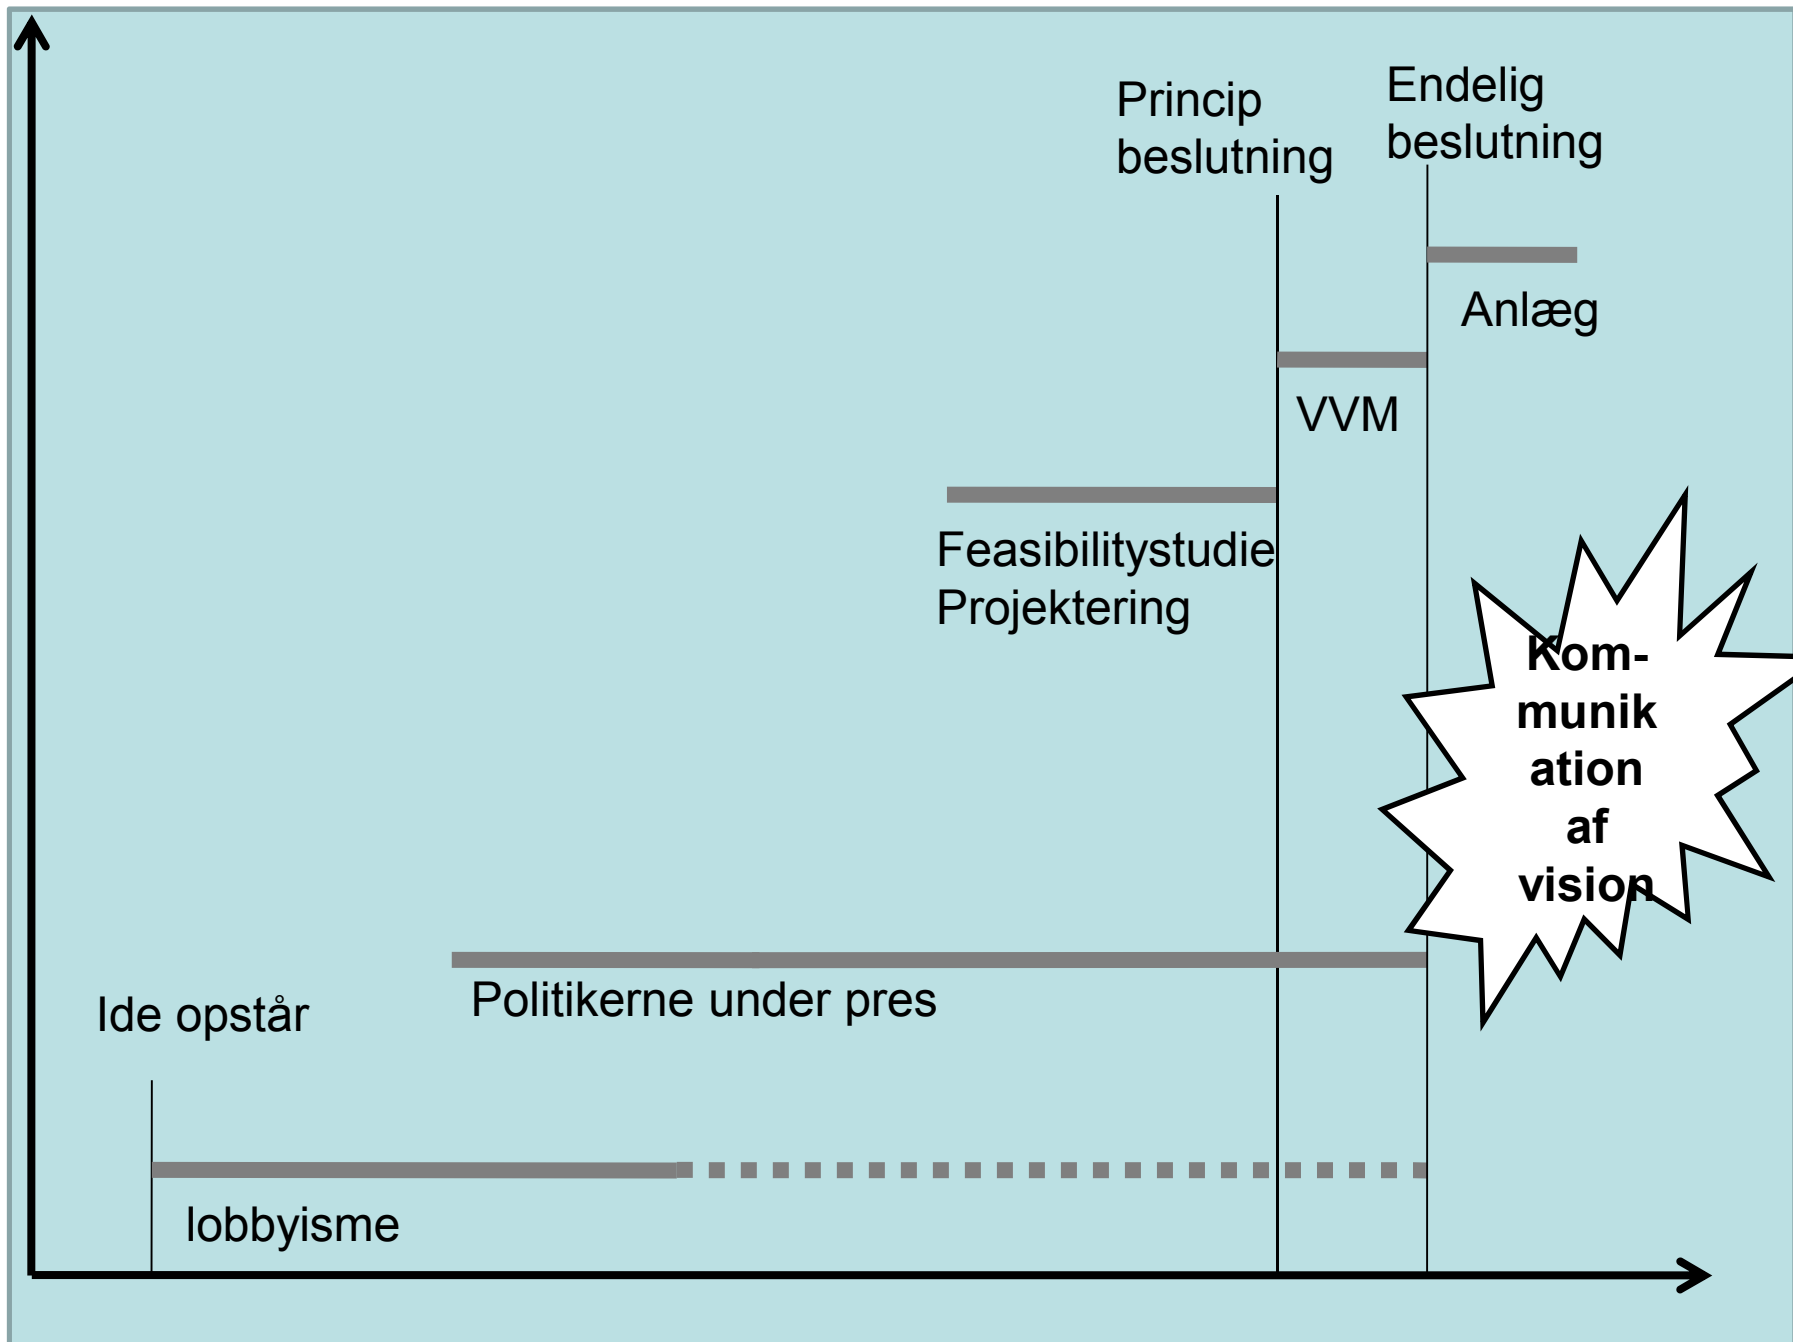 Princip
beslutning
Endelig
beslutning
Anlæg
VVM
Feasibilitystudie
Projektering
Kom-
munik
ation
af
vision
Politikerne under pres
Ide opstår
lobbyisme